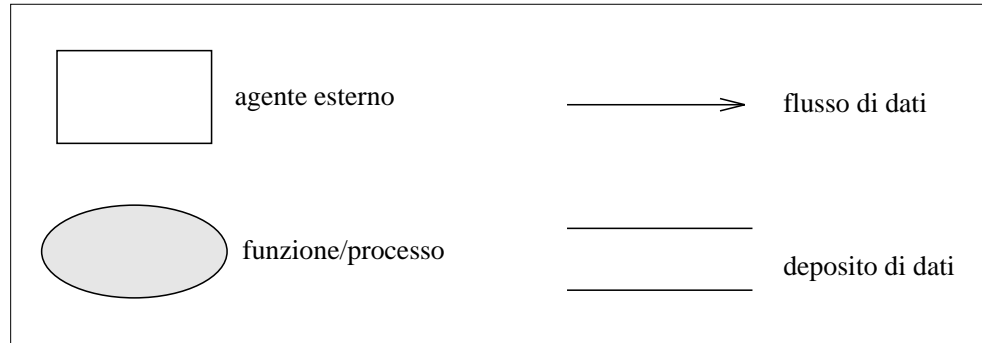 agente esterno
flusso di dati
funzione/processo
deposito di dati